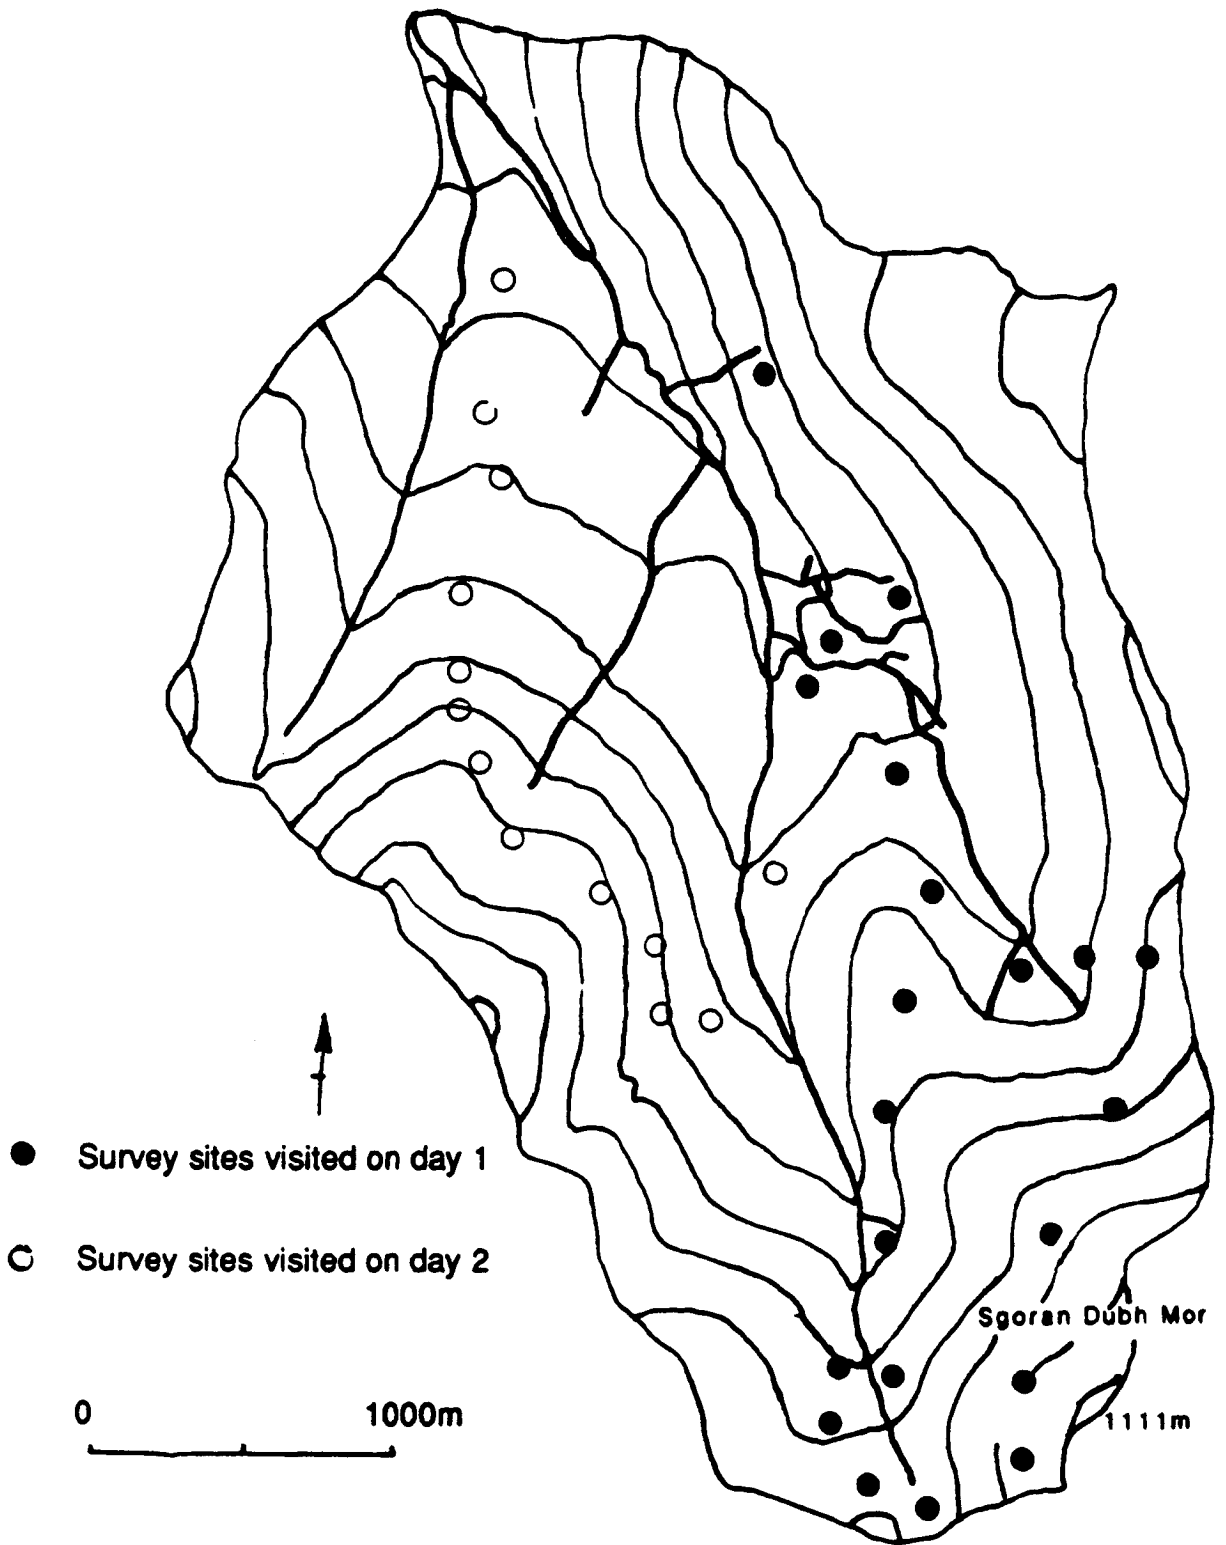 Survey sites visited on day 1
Survey sites visited on day 2
Sgoran Dubh Mor
0 1000m
1111m